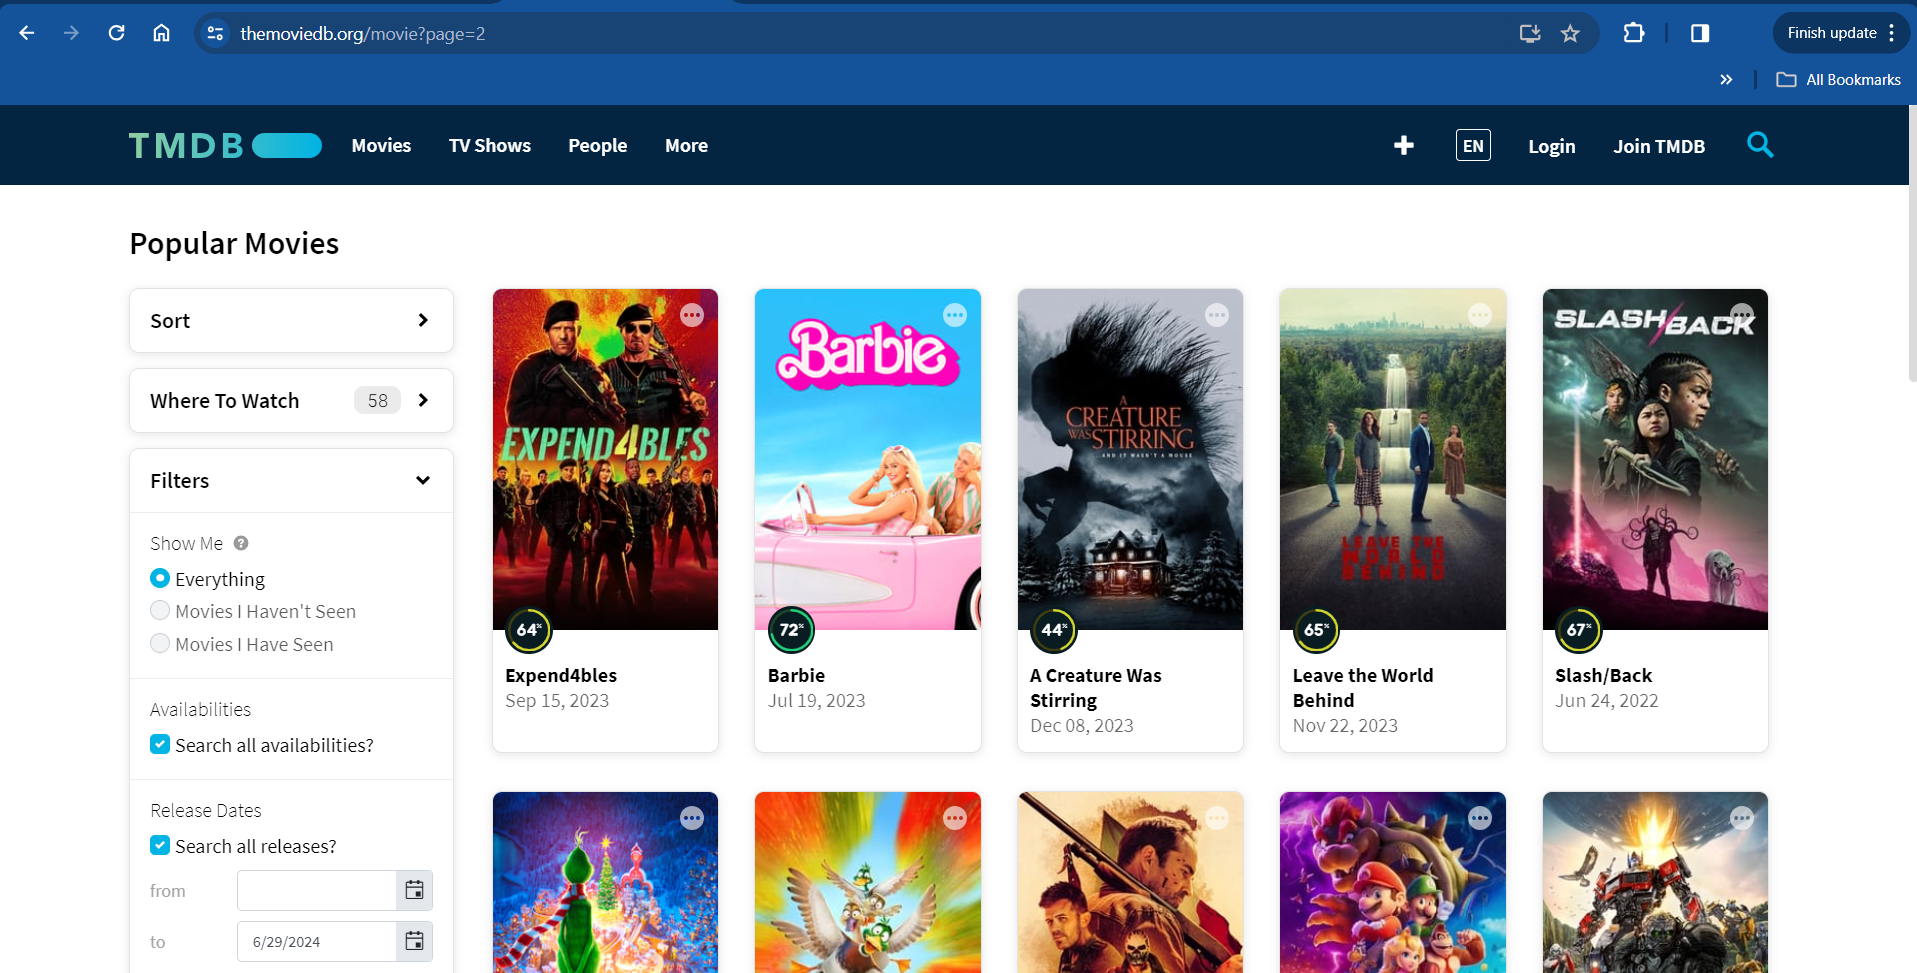 themoviedb.org/movie?page=2
Finish update
All Bookmarks
TMDB
Movies
TV Shows
People
More
EN
Login
Join TMDB
Popular Movies
Sort
Where To Watch
58
Filters
Show Me
Everything
Movies I Haven't Seen
Movies I Have Seen
Availabilities
Search all availabilities?
Release Dates
Search all releases?
from
to
6/29/2024
EXPEND4BLES
64%
Expend4bles
Sep 15, 2023
Barbie
72%
Barbie
Jul 19, 2023
A
CREATURE
WAS STIRRING
...AND IT WASN'T A MOUSE
44%
A Creature Was
Stirring
Dec 08, 2023
LEAVE THE
WORLD
BEHIND
65%
Leave the World
Behind
Nov 22, 2023
SLASH/BACK
67%
Slash/Back
Jun 24, 2022